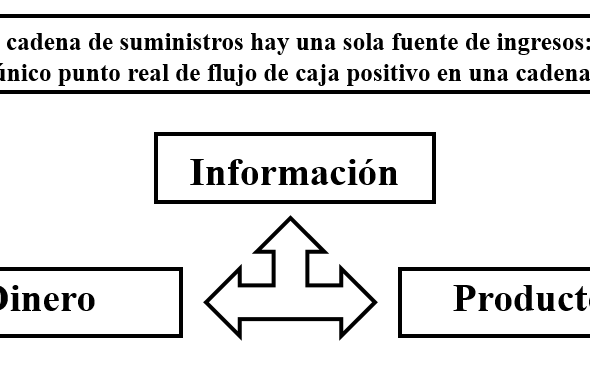 cadena de suministros hay una sola fuente de ingresos:
único punto real de flujo de caja positivo en una cadena
Información
Dinero
Producto